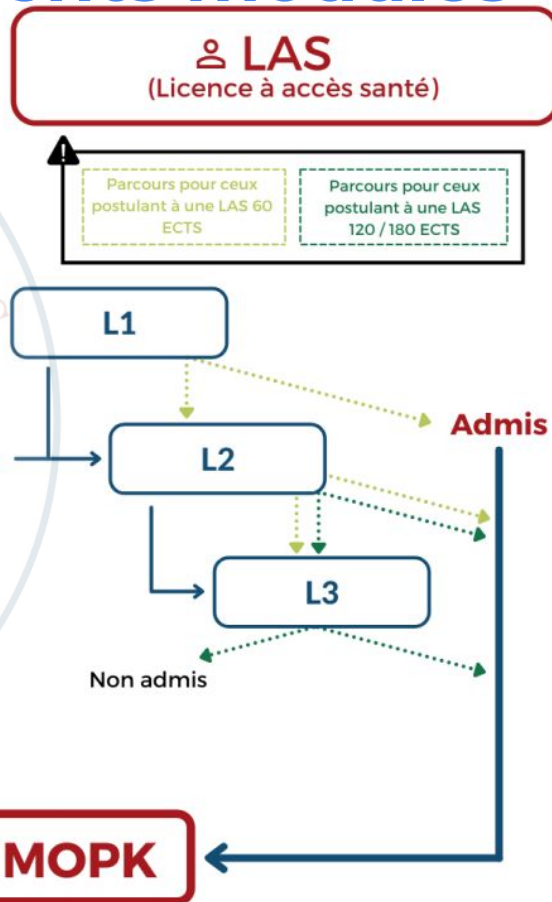 LAS
(Licence à accès santé)
!
Parcours pour ceux
postulant à une LAS 60
ECTS
Parcours pour ceux
postulant à une LAS
120 / 180 ECTS
L1
Admis
L2
L3
Non admis
MOPK